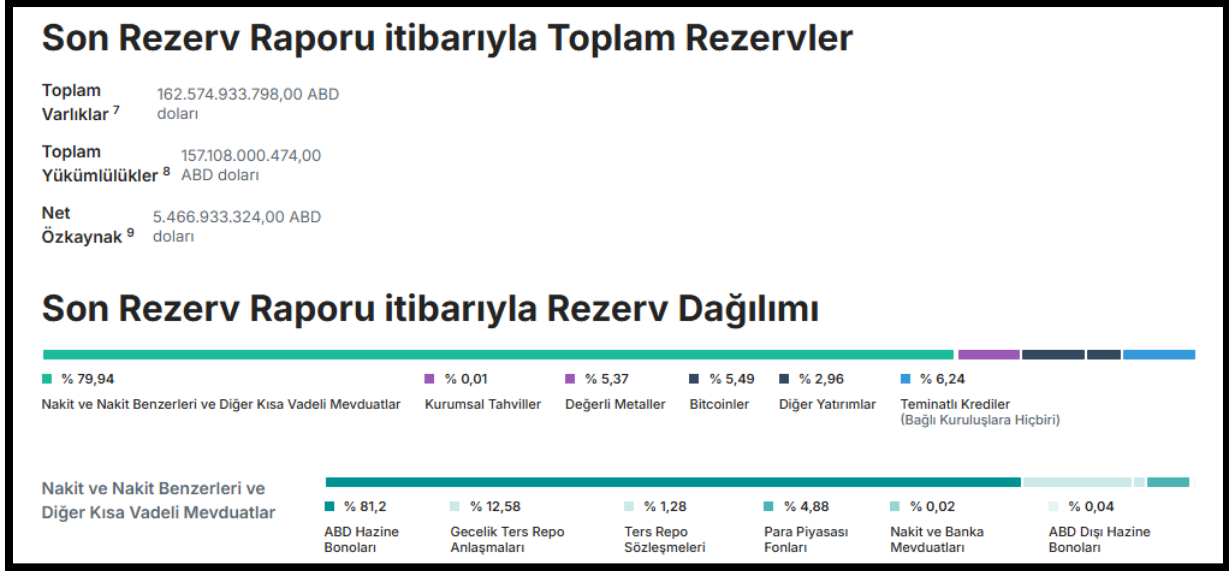 Son Rezerv Raporu itibarıyla Toplam Rezervler
Toplam Varlıklar 7 162.574.933.798,00 ABD doları
Toplam Yükümlülükler 8 157.108.000.474,00 ABD doları
Net Özkaynak 9 5.466.933.324,00 ABD doları
Son Rezerv Raporu itibarıyla Rezerv Dağılımı
% 79,94
Nakit ve Nakit Benzerleri ve Diğer Kısa Vadeli Mevduatlar
% 0,01
Kurumsal Tahviller
% 5,37
Değerli Metaller
% 5,49
Bitcoinler
% 2,96
Diğer Yatırımlar
% 6,24
Teminatlı Krediler
(Bağlı Kuruluşlara Hiçbiri)
Nakit ve Nakit Benzerleri ve
Diğer Kısa Vadeli Mevduatlar
% 81,2
ABD Hazine
Bonoları
% 12,58
Gecelik Ters Repo
Anlaşmaları
% 1,28
Ters Repo
Sözleşmeleri
% 4,88
Para Piyasası
Fonları
% 0,02
Nakit ve Banka
Mevduatları
% 0,04
ABD Dışı Hazine
Bonoları